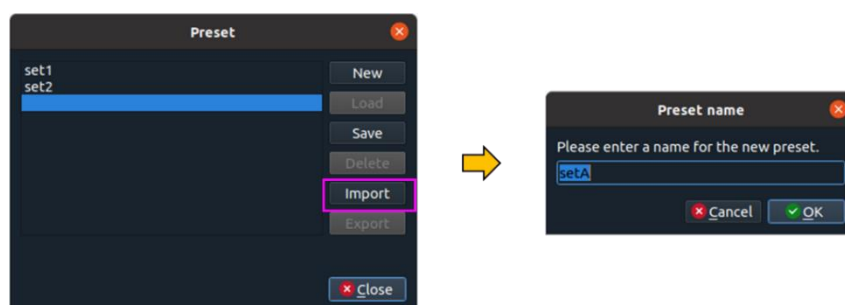 Preset
set1
set2
New
Load
Save
Delete
Import
Export
Close
Preset name
Please enter a name for the new preset.
setA
Cancel
OK